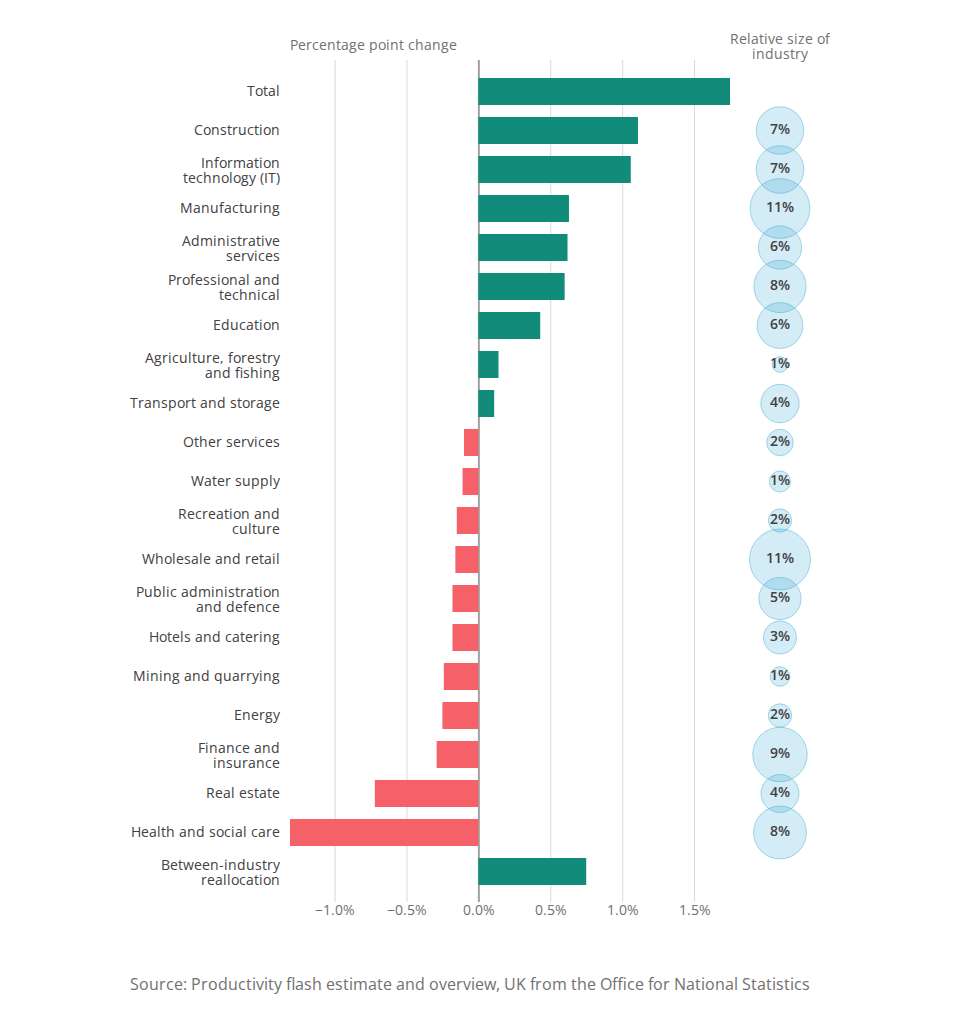 Percentage point change
Relative size of
industry
Total
Construction
7%
Information
technology (IT)
7%
Manufacturing
11%
Administrative
services
6%
Professional and
technical
8%
Education
6%
Agriculture, forestry
and fishing
1%
Transport and storage
4%
Other services
2%
Water supply
1%
Recreation and
culture
2%
Wholesale and retail
11%
Public administration
and defence
5%
Hotels and catering
3%
Mining and quarrying
1%
Energy
2%
Finance and
insurance
9%
Real estate
4%
Health and social care
8%
Between-industry
reallocation
−1.0% −0.5% 0.0% 0.5% 1.0% 1.5%
Source: Productivity flash estimate and overview, UK from the Office for National Statistics